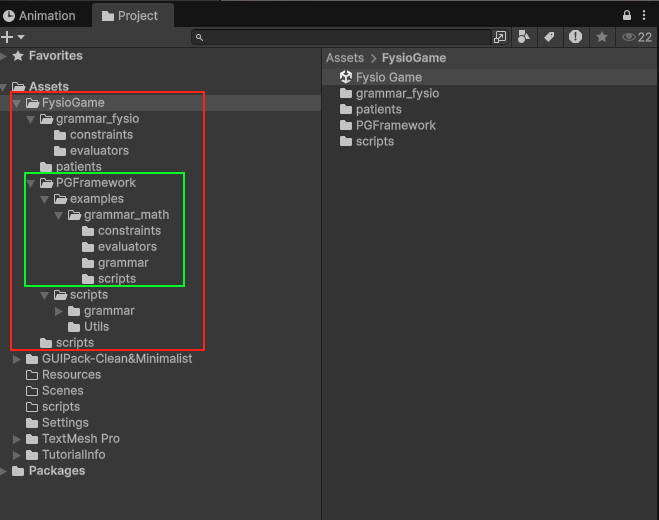 Animation Project
22
Favorites
Assets
FysioGame
grammar_fysio
constraints
evaluators
patients
PGFramework
examples
grammar_math
constraints
evaluators
grammar
scripts
scripts
grammar
Utils
scripts
GUIPack-Clean&Minimalist
Resources
Scenes
scripts
Settings
TextMesh Pro
TutorialInfo
Packages
Assets > FysioGame
Fysio Game
grammar_fysio
patients
PGFramework
scripts